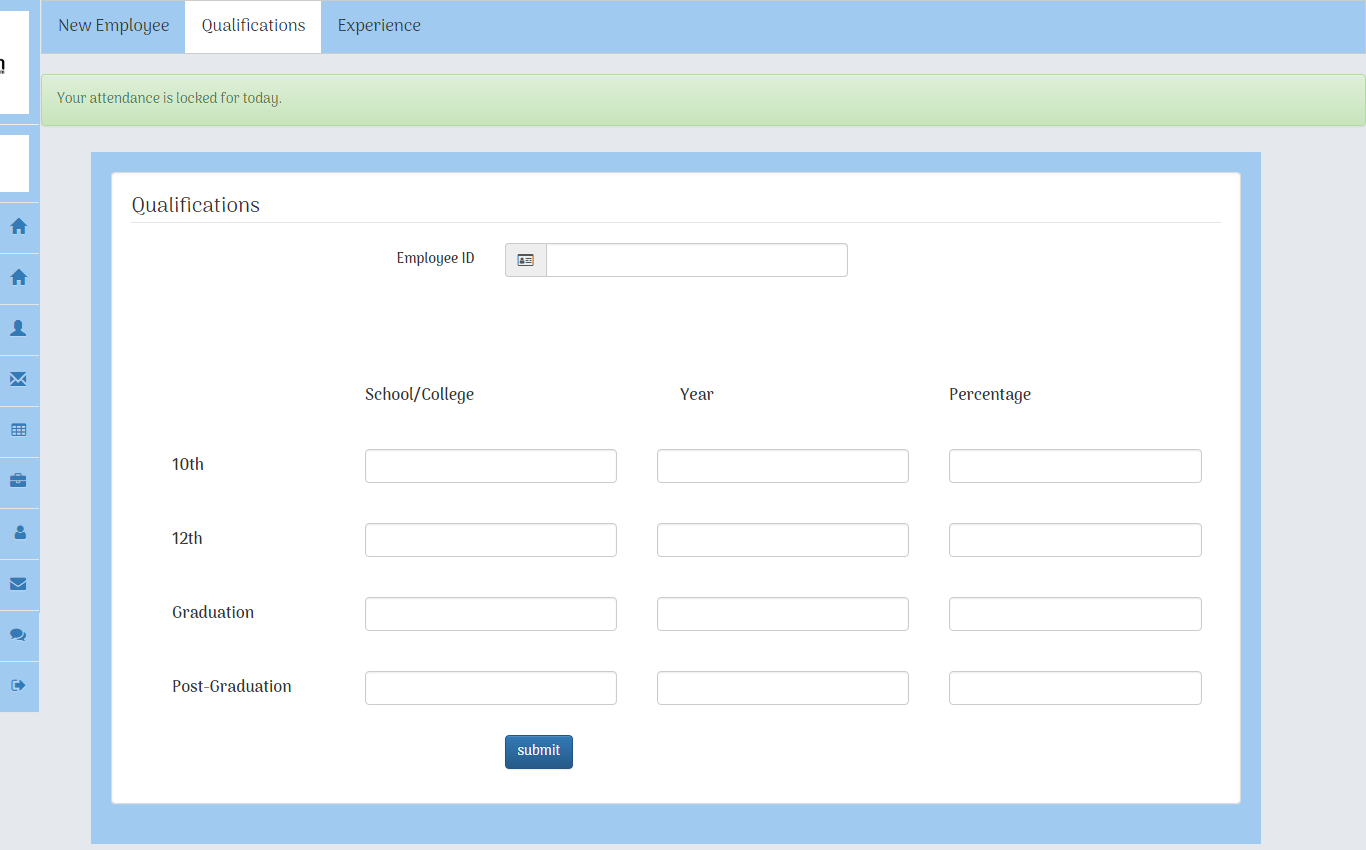 New Employee Qualifications Experience
Your attendance is locked for today.
Qualifications
Employee ID
School/College Year Percentage
10th
12th
Graduation
Post-Graduation
submit